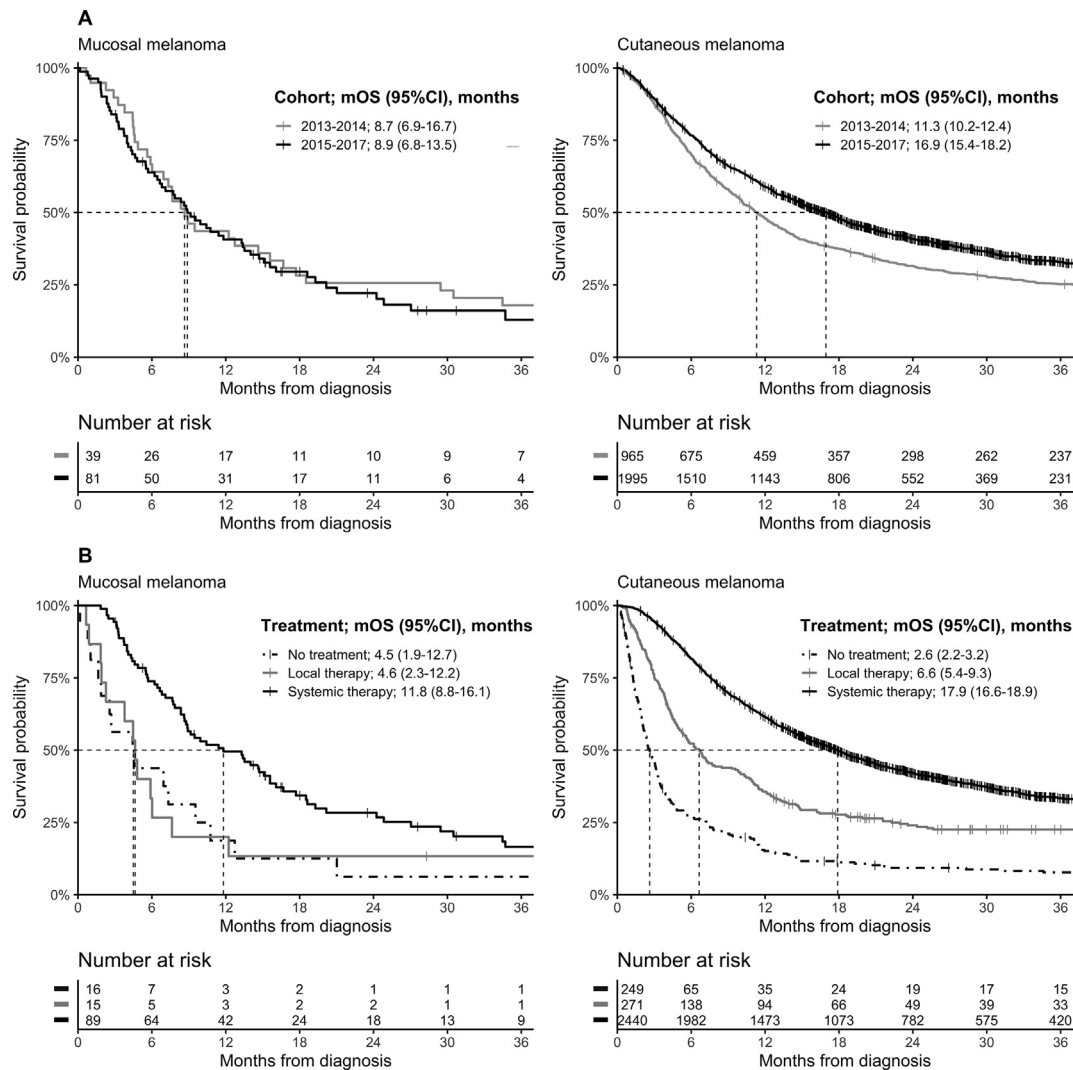 A
Mucosal melanoma
100%
75%
50%
25%
0%
Survival probability
Cohort; mOS (95%CI), months
2013-2014; 8.7 (6.9-16.7)
2015-2017; 8.9 (6.8-13.5)
0 6 12 18 24 30 36
Months from diagnosis
Number at risk
39 26 17 11 10 9 7
81 50 31 17 11 6 4
0 6 12 18 24 30 36
Months from diagnosis
Cutaneous melanoma
100%
75%
50%
25%
0%
Survival probability
Cohort; mOS (95%CI), months
2013-2014; 11.3 (10.2-12.4)
2015-2017; 16.9 (15.4-18.2)
0 6 12 18 24 30 36
Months from diagnosis
Number at risk
965 675 459 357 298 262 237
1995 1510 1143 806 552 369 231
0 6 12 18 24 30 36
Months from diagnosis
B
Mucosal melanoma
100%
75%
50%
25%
0%
Survival probability
Treatment; mOS (95%CI), months
No treatment; 4.5 (1.9-12.7)
Local therapy; 4.6 (2.3-12.2)
Systemic therapy; 11.8 (8.8-16.1)
0 6 12 18 24 30 36
Months from diagnosis
Number at risk
16 7 3 2 1 1 1
15 5 3 2 2 1 1
89 64 42 24 18 13 9
0 6 12 18 24 30 36
Months from diagnosis
Cutaneous melanoma
100%
75%
50%
25%
0%
Survival probability
Treatment; mOS (95%CI), months
No treatment; 2.6 (2.2-3.2)
Local therapy; 6.6 (5.4-9.3)
Systemic therapy; 17.9 (16.6-18.9)
0 6 12 18 24 30 36
Months from diagnosis
Number at risk
249 65 35 24 19 17 15
271 138 94 66 49 39 33
2440 1982 1473 1073 782 575 420
0 6 12 18 24 30 36
Months from diagnosis